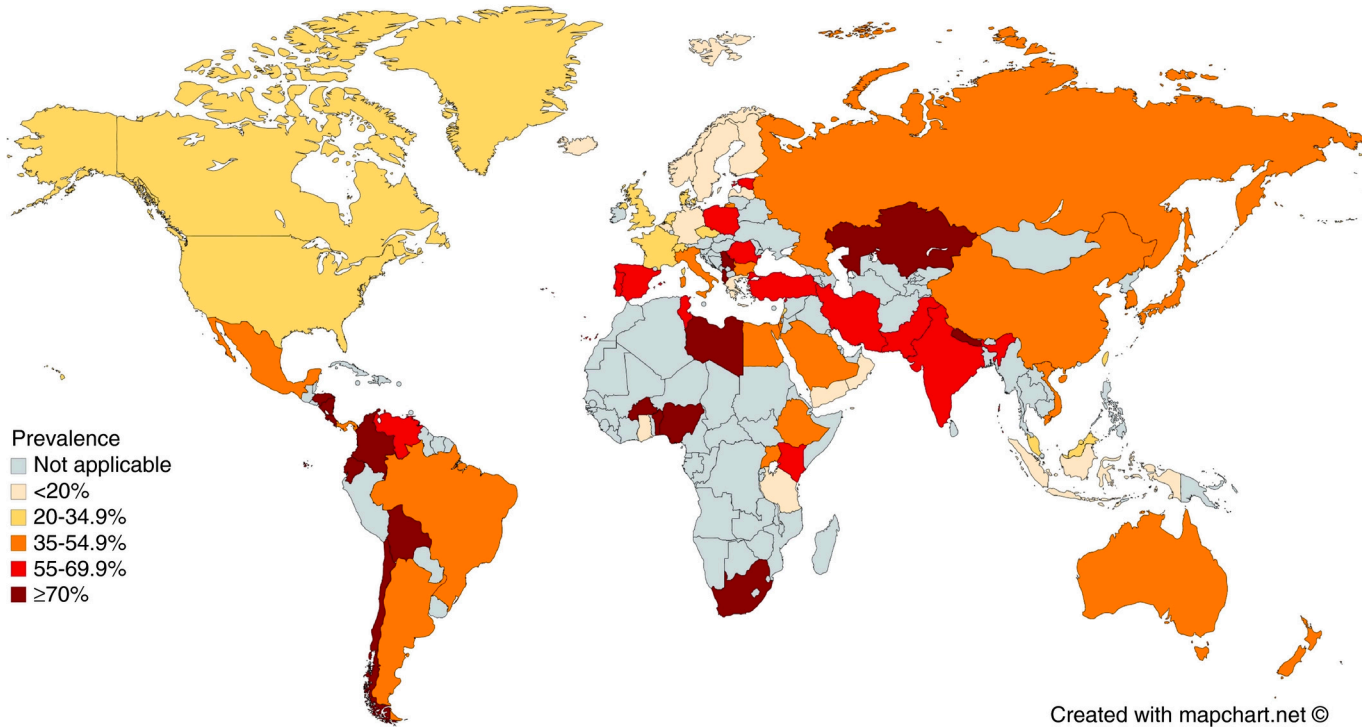 Prevalence
Not applicable
<20%
20-34.9%
35-54.9%
55-69.9%
≥70%
Created with mapchart.net ©